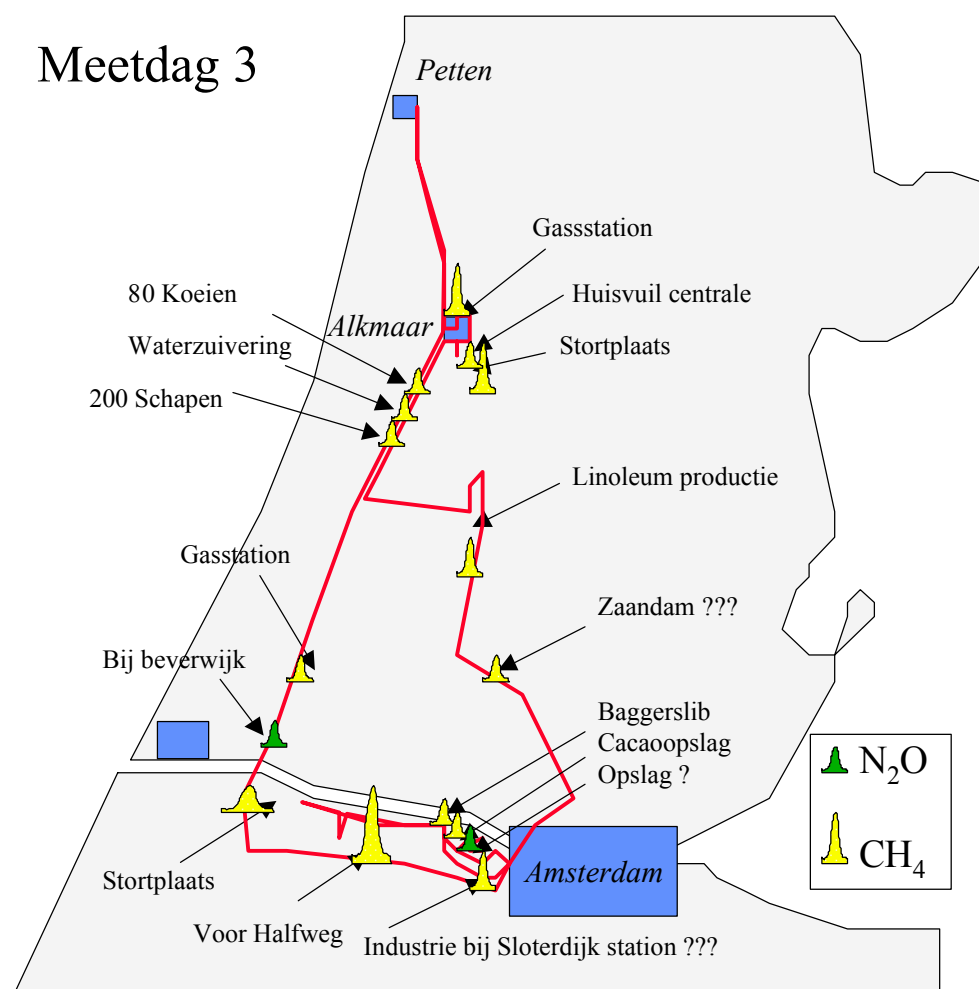 Meetdag 3
Petten
Gassstation
80 Koeien
Huisvuil centrale
Alkmaar
Waterzuivering
Stortplaats
200 Schapen
Linoleum productie
Gasstation
Zaandam ???
Bij beverwijk
Baggerslib
Cacaoopslag
Opslag ?
N₂O
CH₄
Stortplaats
Amsterdam
Voor Halfweg
Industrie bij Sloterdijk station ???